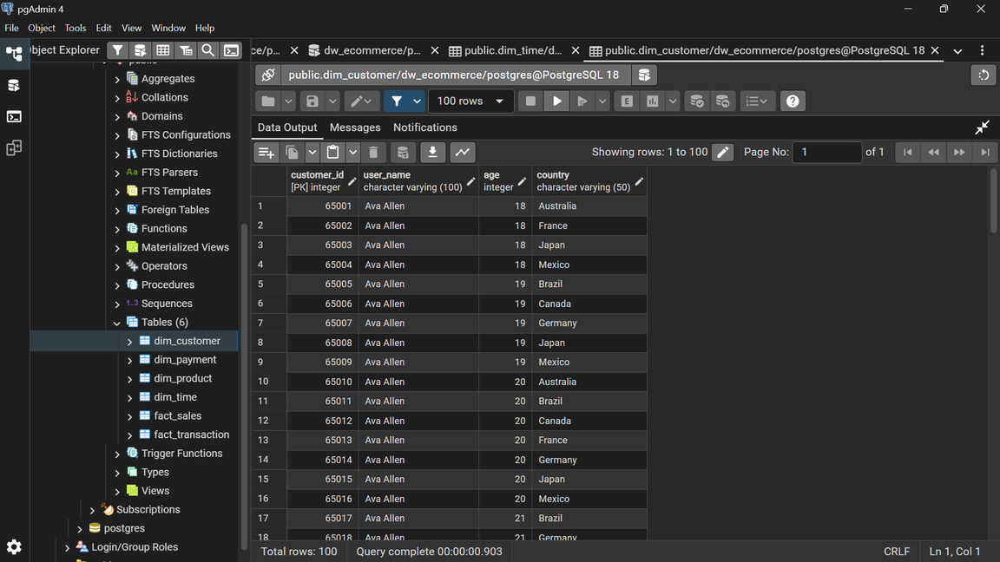 pgAdmin 4
File Object Tools Edit View Window Help
bject Explorer
ce/p...
dw_ecommerce/p...
public.dim_time/d...
public.dim_customer/dw_ecommerce/postgres@PostgreSQL 18
public
Aggregates
Collations
Domains
FTS Configurations
FTS Dictionaries
Aa FTS Parsers
FTS Templates
Foreign Tables
Functions
Materialized Views
Operators
Procedures
1..3 Sequences
Tables (6)
dim_customer
dim_payment
dim_product
dim_time
fact_sales
fact_transaction
Trigger Functions
Types
Views
Subscriptions
postgres
Login/Group Roles
public.dim_customer/dw_ecommerce/postgres@PostgreSQL 18
100 rows
E
Data Output Messages Notifications
Showing rows: 1 to 100
Page No: 1 of 1
customer_id user_name age country
[PK] integer character varying (100) integer character varying (50)
1 65001 Ava Allen 18 Australia
2 65002 Ava Allen 18 France
3 65003 Ava Allen 18 Japan
4 65004 Ava Allen 18 Mexico
5 65005 Ava Allen 19 Brazil
6 65006 Ava Allen 19 Canada
7 65007 Ava Allen 19 Germany
8 65008 Ava Allen 19 Japan
9 65009 Ava Allen 19 Mexico
10 65010 Ava Allen 20 Australia
11 65011 Ava Allen 20 Brazil
12 65012 Ava Allen 20 Canada
13 65013 Ava Allen 20 France
14 65014 Ava Allen 20 Germany
15 65015 Ava Allen 20 Japan
16 65016 Ava Allen 20 Mexico
17 65017 Ava Allen 21 Brazil
18 65018 Ava Allen 21 Germany
Total rows: 100 Query complete 00:00:00.903 CRLF Ln 1, Col 1